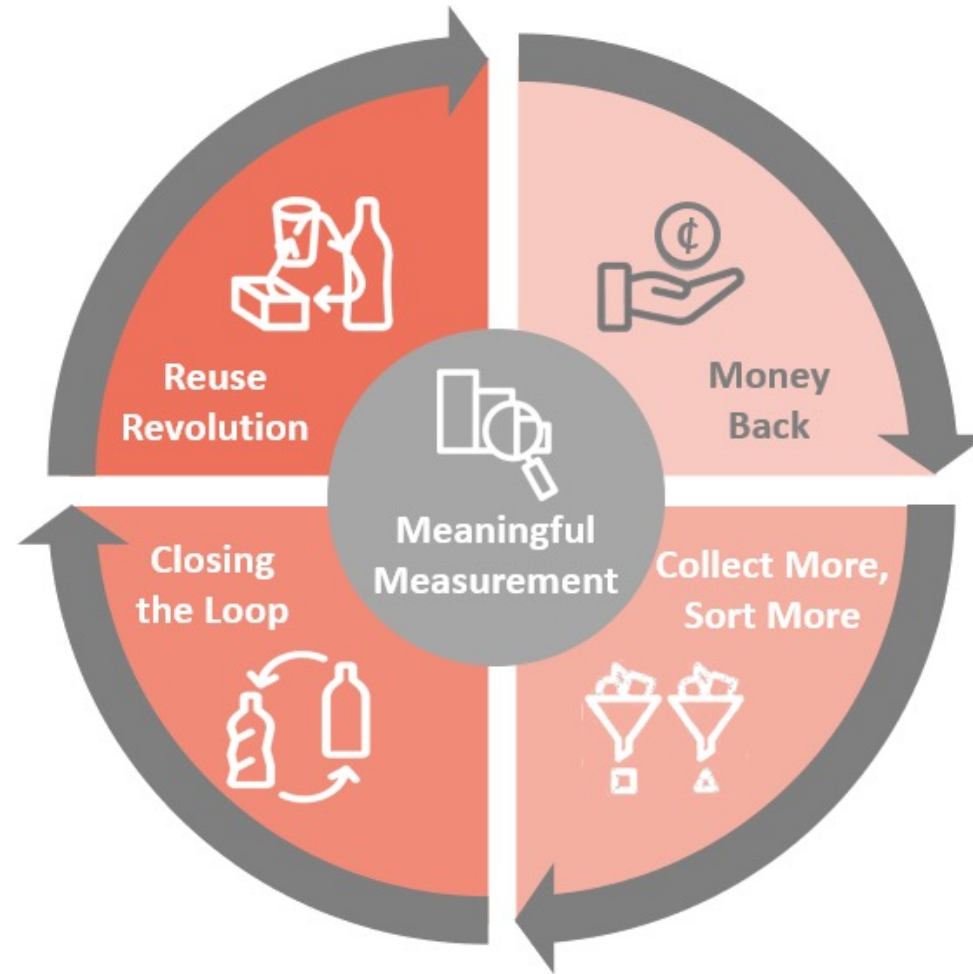 ¢
Reuse
Revolution
Money
Back
Meaningful
Measurement
Closing
the Loop
Collect More,
Sort More